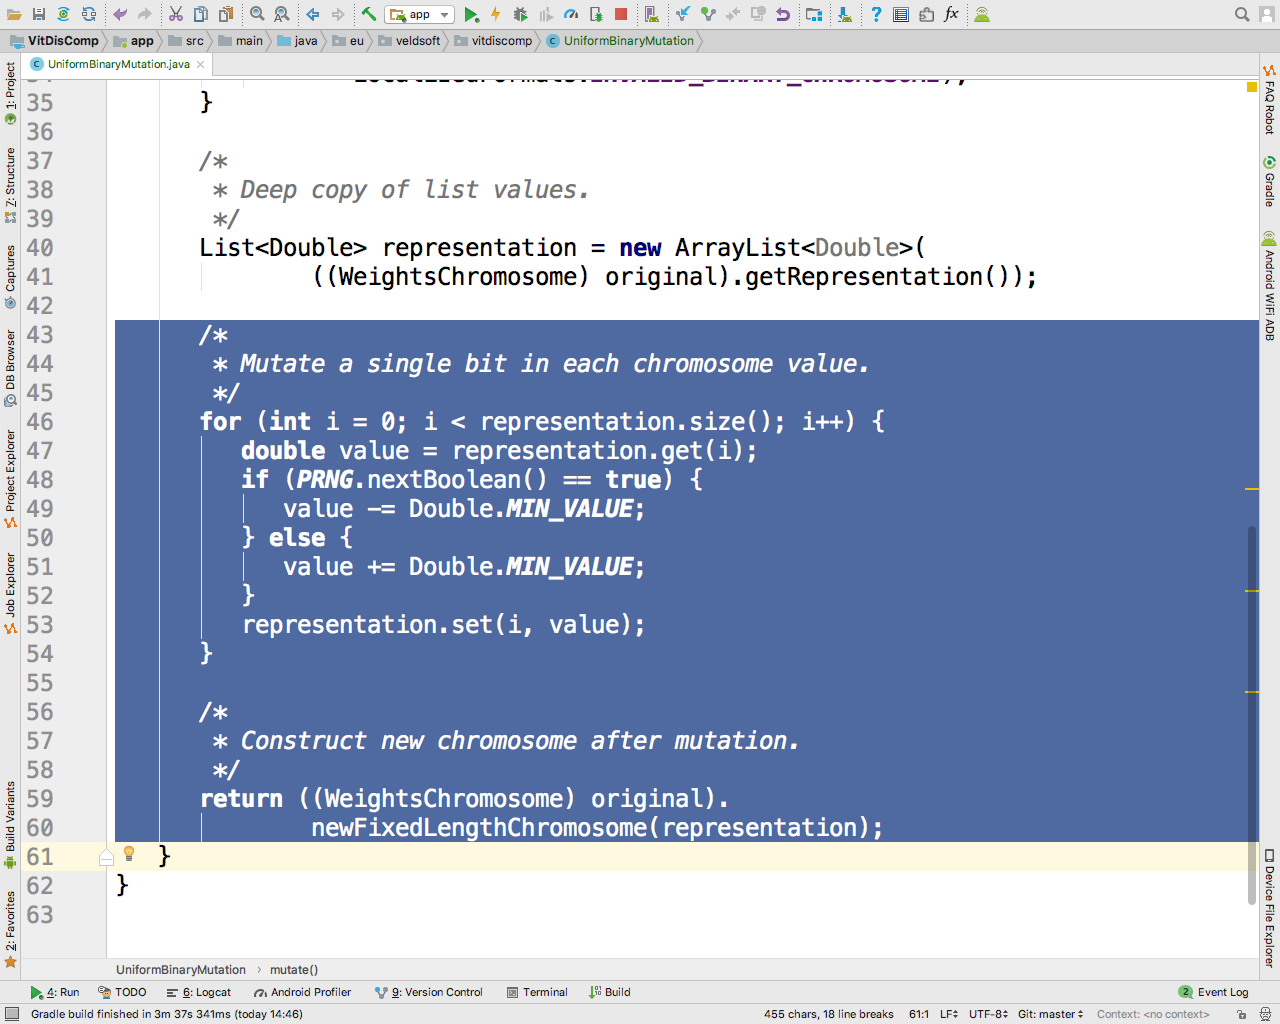 app
VitDisComp app src main java eu veldsoft vitdiscomp UniformBinaryMutation
UniformBinaryMutation.java
35 }
36
37 /*
38 * Deep copy of list values.
39 */
40 List<Double> representation = new ArrayList<Double>(
41 ((WeightsChromosome) original).getRepresentation());
42
43 /*
44 * Mutate a single bit in each chromosome value.
45 */
46 for (int i = 0; i < representation.size(); i++) {
47 double value = representation.get(i);
48 if (PRNG.nextBoolean() == true) {
49 value -= Double.MIN_VALUE;
50 } else {
51 value += Double.MIN_VALUE;
52 }
53 representation.set(i, value);
54 }
55
56 /*
57 * Construct new chromosome after mutation.
58 */
59 return ((WeightsChromosome) original).
60 newFixedLengthChromosome(representation);
61 }
62 }
63
UniformBinaryMutation › mutate()
1: Project
7: Structure
Captures
DB Browser
Project Explorer
Job Explorer
Build Variants
2: Favorites
FAQ Robot
Gradle
Android WiFi ADB
Device File Explorer
4: Run TODO 6: Logcat Android Profiler 9: Version Control Terminal Build 2 Event Log
Gradle build finished in 3m 37s 341ms (today 14:46) 455 chars, 18 line breaks 61:1 LF UTF-8 Git: master Context: <no context>